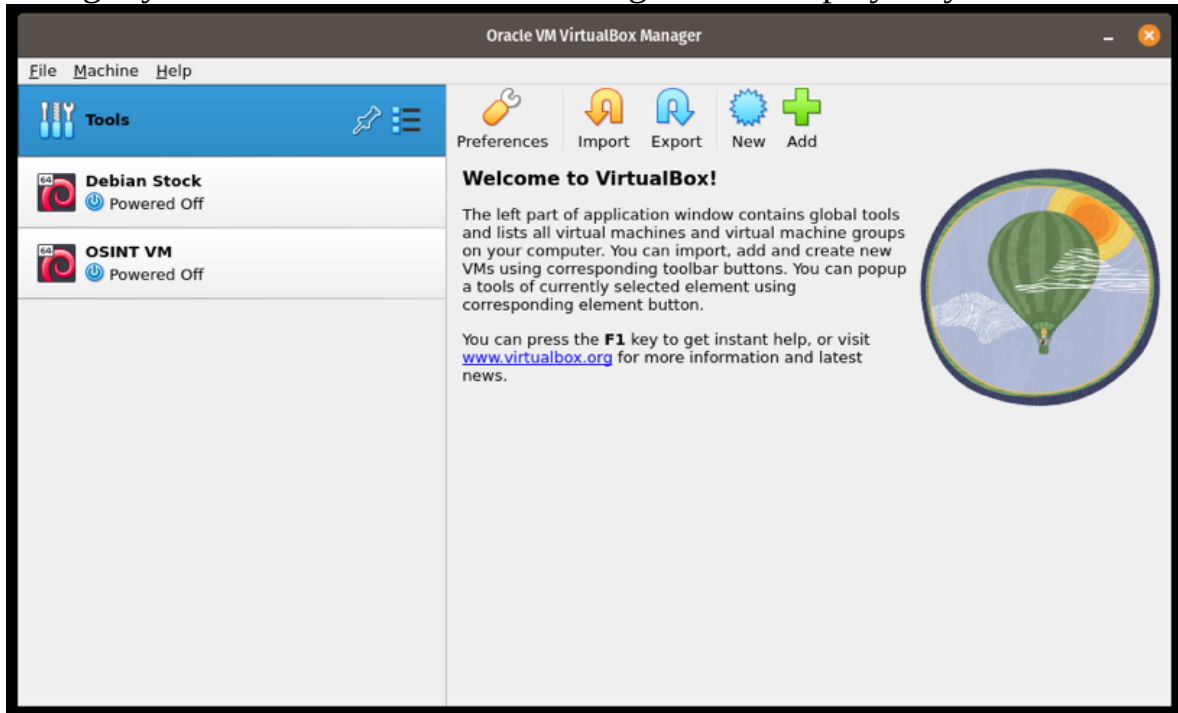 Oracle VM VirtualBox Manager
File Machine Help
Tools
Preferences Import Export New Add
64
Debian Stock
Powered Off
64
OSINT VM
Powered Off
Welcome to VirtualBox!
The left part of application window contains global tools
and lists all virtual machines and virtual machine groups
on your computer. You can import, add and create new
VMs using corresponding toolbar buttons. You can popup
a tools of currently selected element using
corresponding element button.
You can press the F1 key to get instant help, or visit
www.virtualbox.org for more information and latest
news.